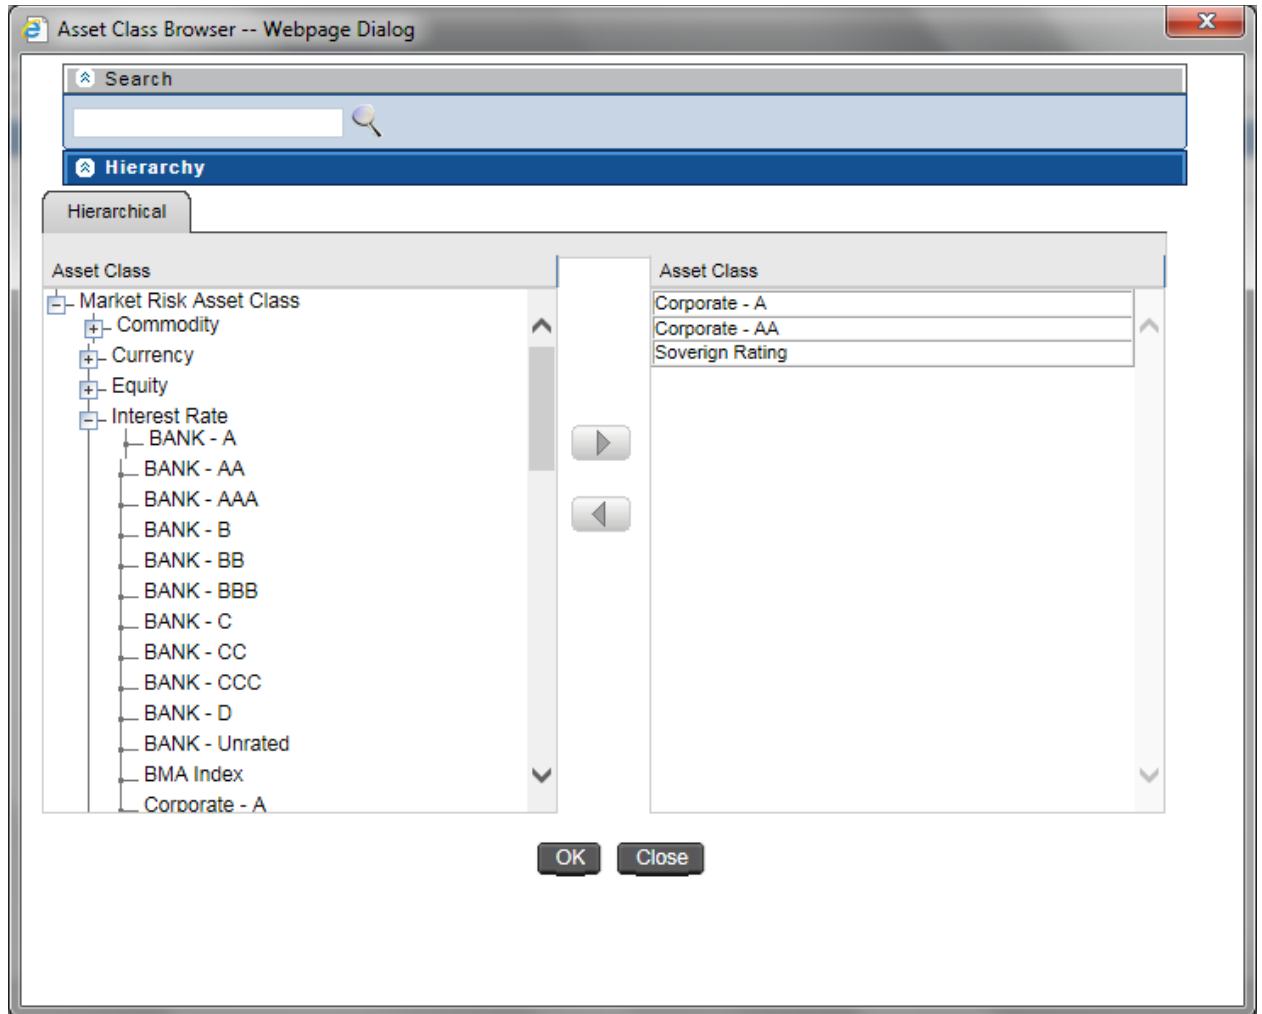 Asset Class Browser -- Webpage Dialog
x
Search
Hierarchy
Hierarchical
Asset Class
Market Risk Asset Class
Commodity
Currency
Equity
Interest Rate
BANK - A
BANK - AA
BANK - AAA
BANK - B
BANK - BB
BANK - BBB
BANK - C
BANK - CC
BANK - CCC
BANK - D
BANK - Unrated
BMA Index
Corporate - A
Asset Class
Corporate - A
Corporate - AA
Soverign Rating
OK
Close